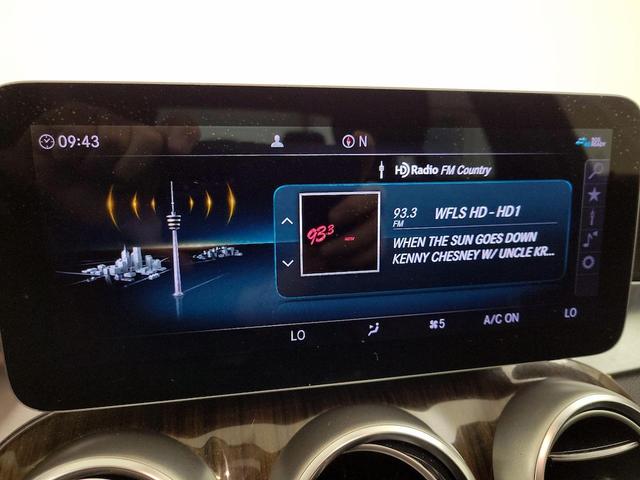 09:43
N
HD Radio FM Country
93.3 WFLS HD - HD1
FM
93.3
WHEN THE SUN GOES DOWN
KENNY CHESNEY W/ UNCLE KR...
LO
5
A/C ON
LO